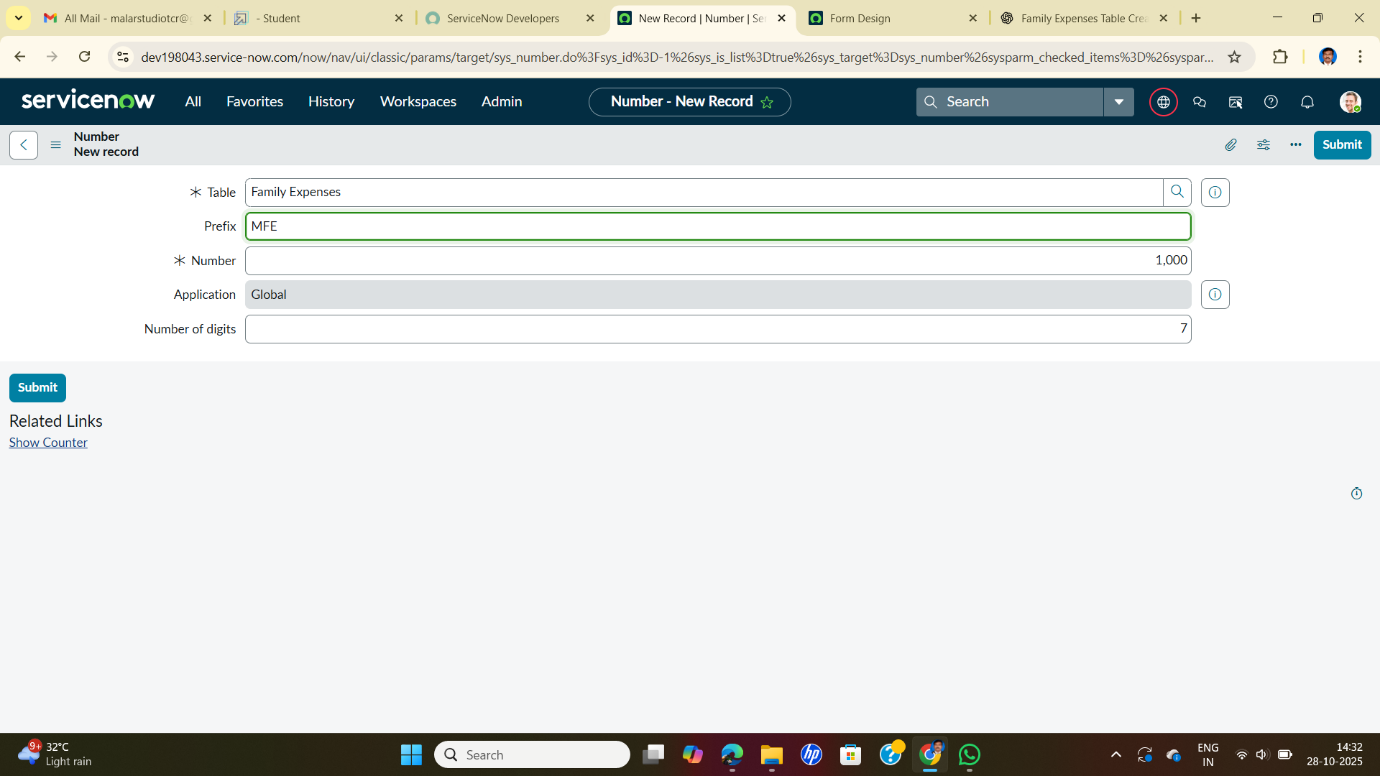 All Mail - malarstudiotcr@
- Student
ServiceNow Developers
New Record | Number | Se
Form Design
Family Expenses Table Crea
dev198043.service-now.com/now/nav/ui/classic/params/target/sys_number.do%3Fsys_id%3D-1%26sys_is_list%3Dtrue%26sys_target%3Dsys_number%26sysparm_checked_items%3D%26syspar...
servicenow
All
Favorites
History
Workspaces
Admin
Number - New Record
Search
Number
New record
Submit
Table
Family Expenses
Prefix
MFE
Number
1,000
Application
Global
Number of digits
7
Submit
Related Links
Show Counter
9+
32°C
Light rain
Search
hp
ENG
IN
14:32
28-10-2025